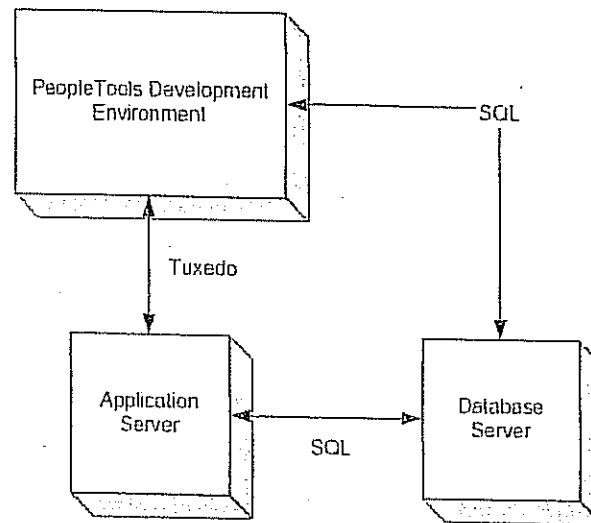 PeopleTools Development
Environment
SQL
Tuxedo
Application
Server
SQL
Database
Server